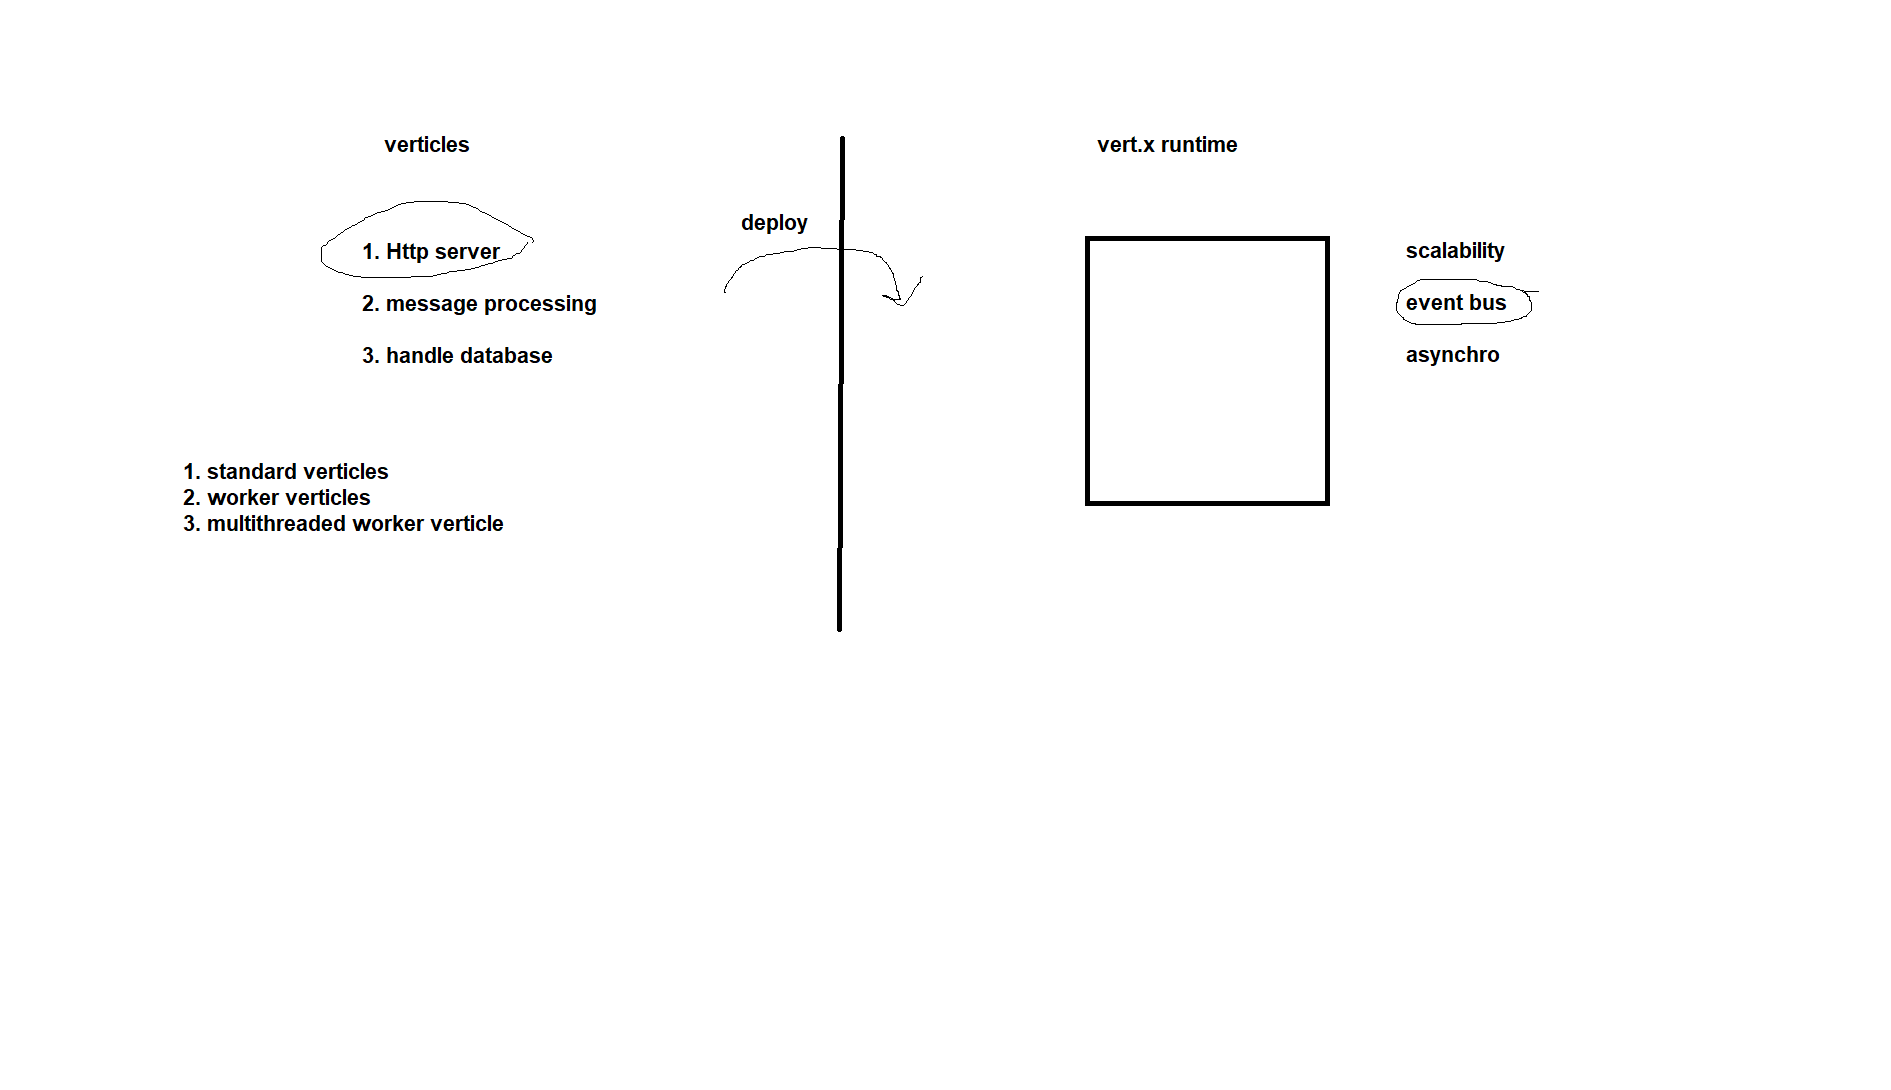 verticles
vert.x runtime
deploy
1. Http server
2. message processing
3. handle database
scalability
event bus
asynchro
1. standard verticles
2. worker verticles
3. multithreaded worker verticle